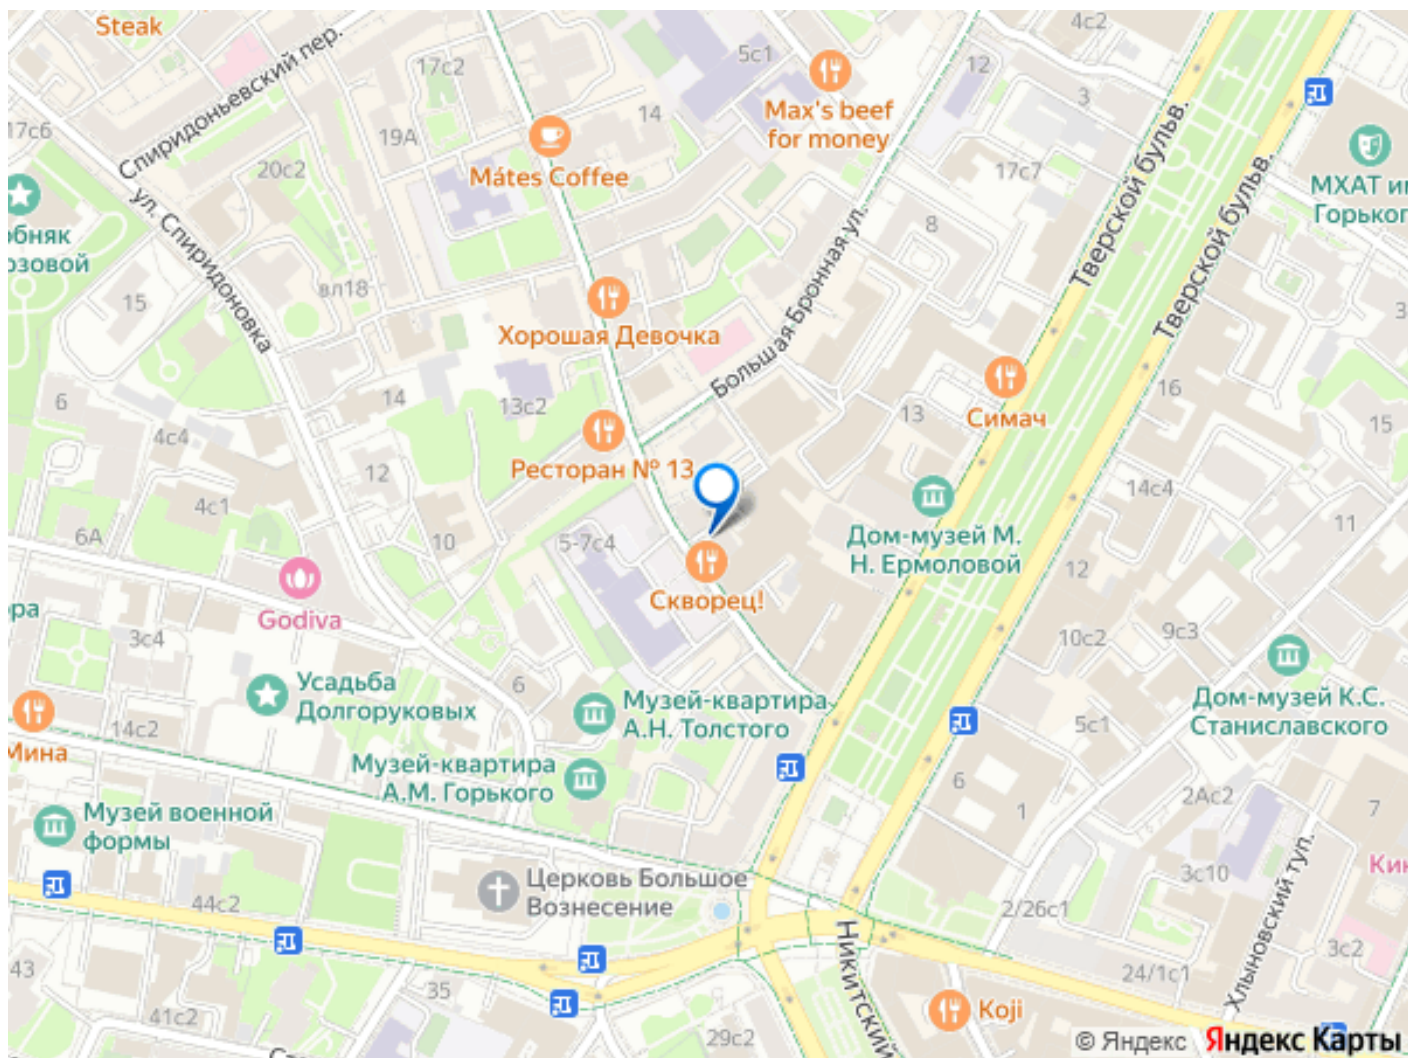 Steak
4с2
5с1
12
17с2
3
14
Max's beef
for money
17с6
Спиридоньевский пер.
19А
20с2
Mátes Coffee
17с7
Тверской бульв.
Тверской бульв.
МХАТ им
Горьког
обняк
розовой
ул. Спиридоновка
8
15
вл18
Хорошая Девочка
Большая Бронная ул.
6
14
13с2
Симач
13
16
15
4с4
12
Ресторан № 13
4с1
14с4
11
6А
10
5-7с4
Дом-музей М.
Н. Ермоловой
12
Скворец!
Godiva
ора
3с4
10с2
9с3
6
Усадьба
Долгоруковых
Музей-квартира
А.Н. Толстого
Дом-музей К.С.
Станиславского
5с1
14с2
Мина
Музей-квартира
А.М. Горького
6
1
2Ас2
7
Музей военной
формы
Хлыновский туп.
3с10
Кин
Церковь Большое
Вознесение
44с2
2/26с1
Никитский
3с2
43
35
24/1с1
Koji
41с2
29с2
© Яндекс
Яндекс Карты